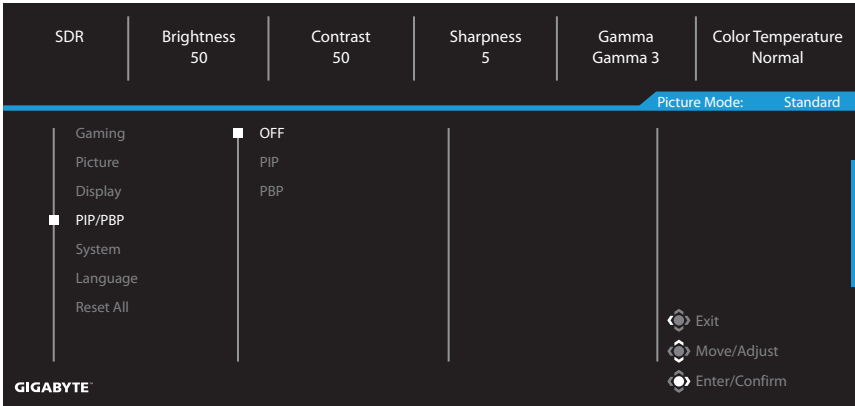 SDR
Brightness
50
Contrast
50
Sharpness
5
Gamma
Gamma 3
Color Temperature
Normal
Picture Mode: Standard
Gaming
Picture
Display
PIP/PBP
System
Language
Reset All
OFF
PIP
PBP
Exit
Move/Adjust
Enter/Confirm
GIGABYTE™